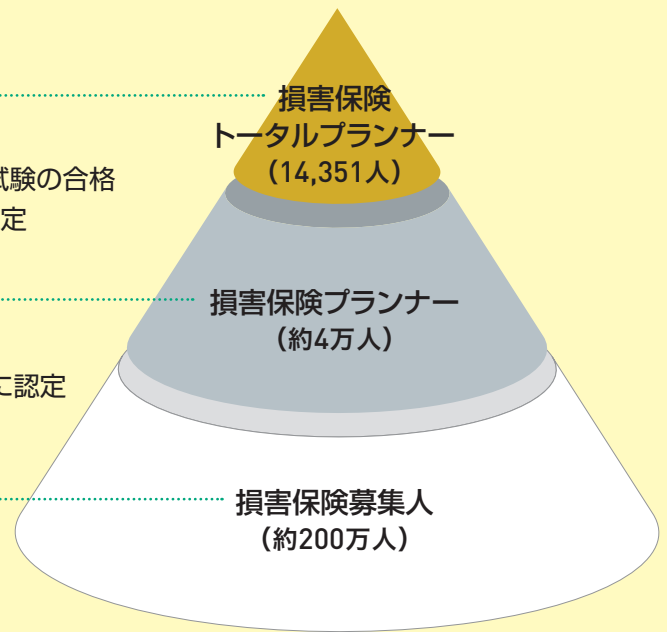 損害保険
トータルプランナー
（14,351人）
試験の合格
定
損害保険プランナー
（約4万人）
に認定
損害保険募集人
（約200万人）